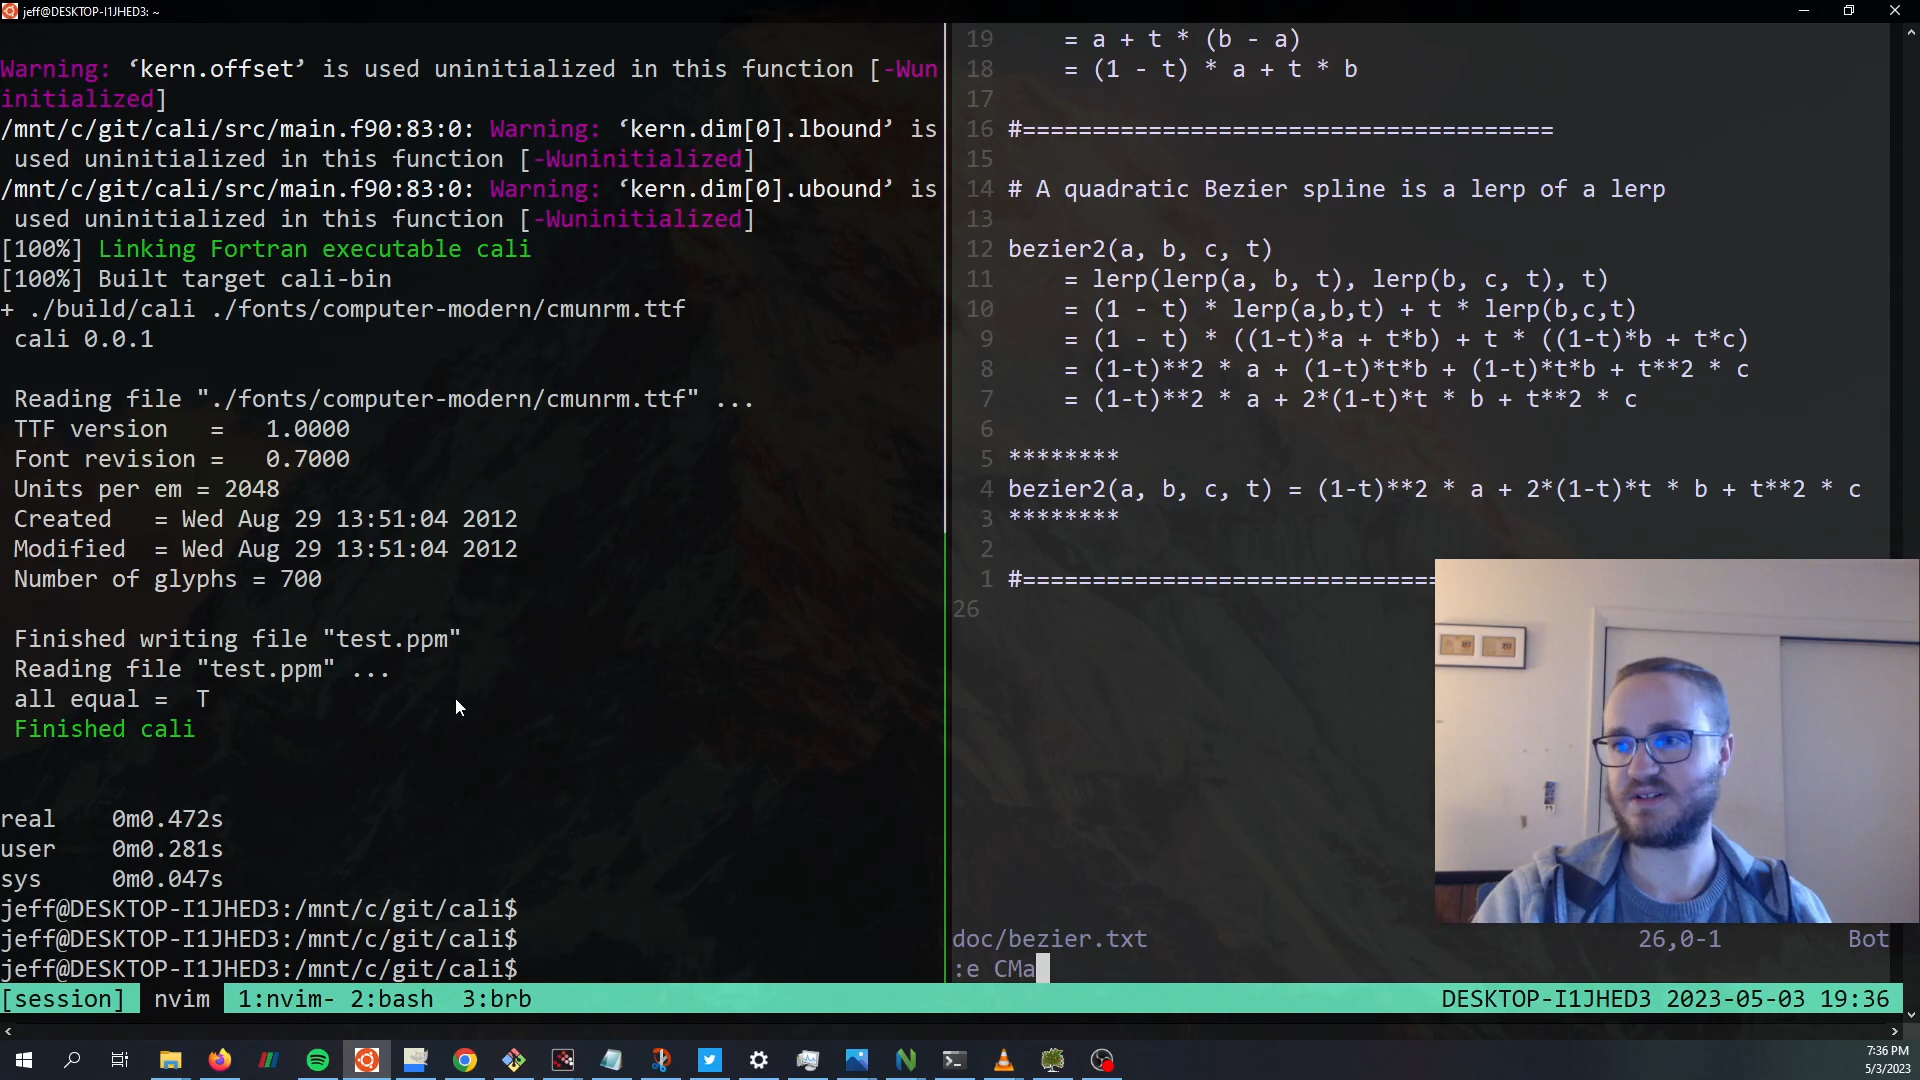 jeff@DESKTOP-I1JHED3: ~
Warning: ‘kern.offset’ is used uninitialized in this function [-Wun
initialized]
/mnt/c/git/cali/src/main.f90:83:0: Warning: ‘kern.dim[0].lbound’ is
used uninitialized in this function [-Wuninitialized]
/mnt/c/git/cali/src/main.f90:83:0: Warning: ‘kern.dim[0].ubound’ is
used uninitialized in this function [-Wuninitialized]
[100%] Linking Fortran executable cali
[100%] Built target cali-bin
+ ./build/cali ./fonts/computer-modern/cmunrm.ttf
cali 0.0.1
Reading file "./fonts/computer-modern/cmunrm.ttf" ...
TTF version   =   1.0000
Font revision =   0.7000
Units per em = 2048
Created   = Wed Aug 29 13:51:04 2012
Modified  = Wed Aug 29 13:51:04 2012
Number of glyphs = 700
Finished writing file "test.ppm"
Reading file "test.ppm" ...
all equal =  T
Finished cali
real    0m0.472s
user    0m0.281s
sys     0m0.047s
jeff@DESKTOP-I1JHED3:/mnt/c/git/cali$
jeff@DESKTOP-I1JHED3:/mnt/c/git/cali$
jeff@DESKTOP-I1JHED3:/mnt/c/git/cali$
19     = a + t * (b - a)
18     = (1 - t) * a + t * b
17
16 #======================================
15
14 # A quadratic Bezier spline is a lerp of a lerp
13
12 bezier2(a, b, c, t)
11     = lerp(lerp(a, b, t), lerp(b, c, t), t)
10     = (1 - t) * lerp(a,b,t) + t * lerp(b,c,t)
9     = (1 - t) * ((1-t)*a + t*b) + t * ((1-t)*b + t*c)
8     = (1-t)**2 * a + (1-t)*t*b + (1-t)*t*b + t**2 * c
7     = (1-t)**2 * a + 2*(1-t)*t * b + t**2 * c
6
5 ********
4 bezier2(a, b, c, t) = (1-t)**2 * a + 2*(1-t)*t * b + t**2 * c
3 ********
2
1 #==============================
26
doc/bezier.txt 26,0-1 Bot
:e CMa
[session] nvim 1:nvim- 2:bash  3:brb DESKTOP-I1JHED3 2023-05-03 19:36
7:36 PM
5/3/2023